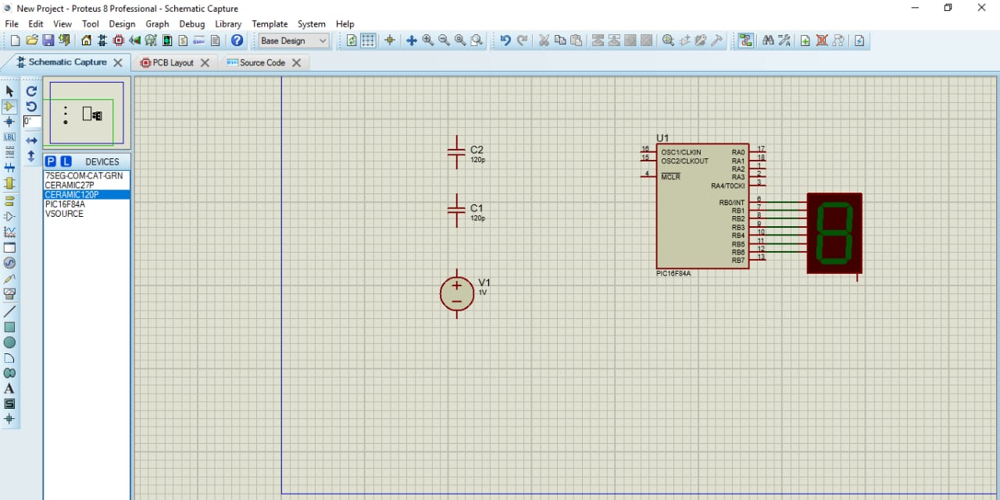 New Project - Proteus 8 Professional - Schematic Capture
File Edit View Tool Design Graph Debug Library Template System Help
Base Design
Schematic Capture PCB Layout Source Code
0°
P L DEVICES
7SEG-COM-CAT-GRN
CERAMIC27P
CERAMIC120P
PIC16F84A
VSOURCE
LBL
A
S
C2
120p
C1
120p
V1
1V
U1
16 OSC1/CLKIN RA0 17
15 OSC2/CLKOUT RA1 18
RA2 1
4 MCLR RA3 2
RA4/T0CKI 3
RB0/INT 6
RB1 7
RB2 8
RB3 9
RB4 10
RB5 11
RB6 12
RB7 13
PIC16F84A